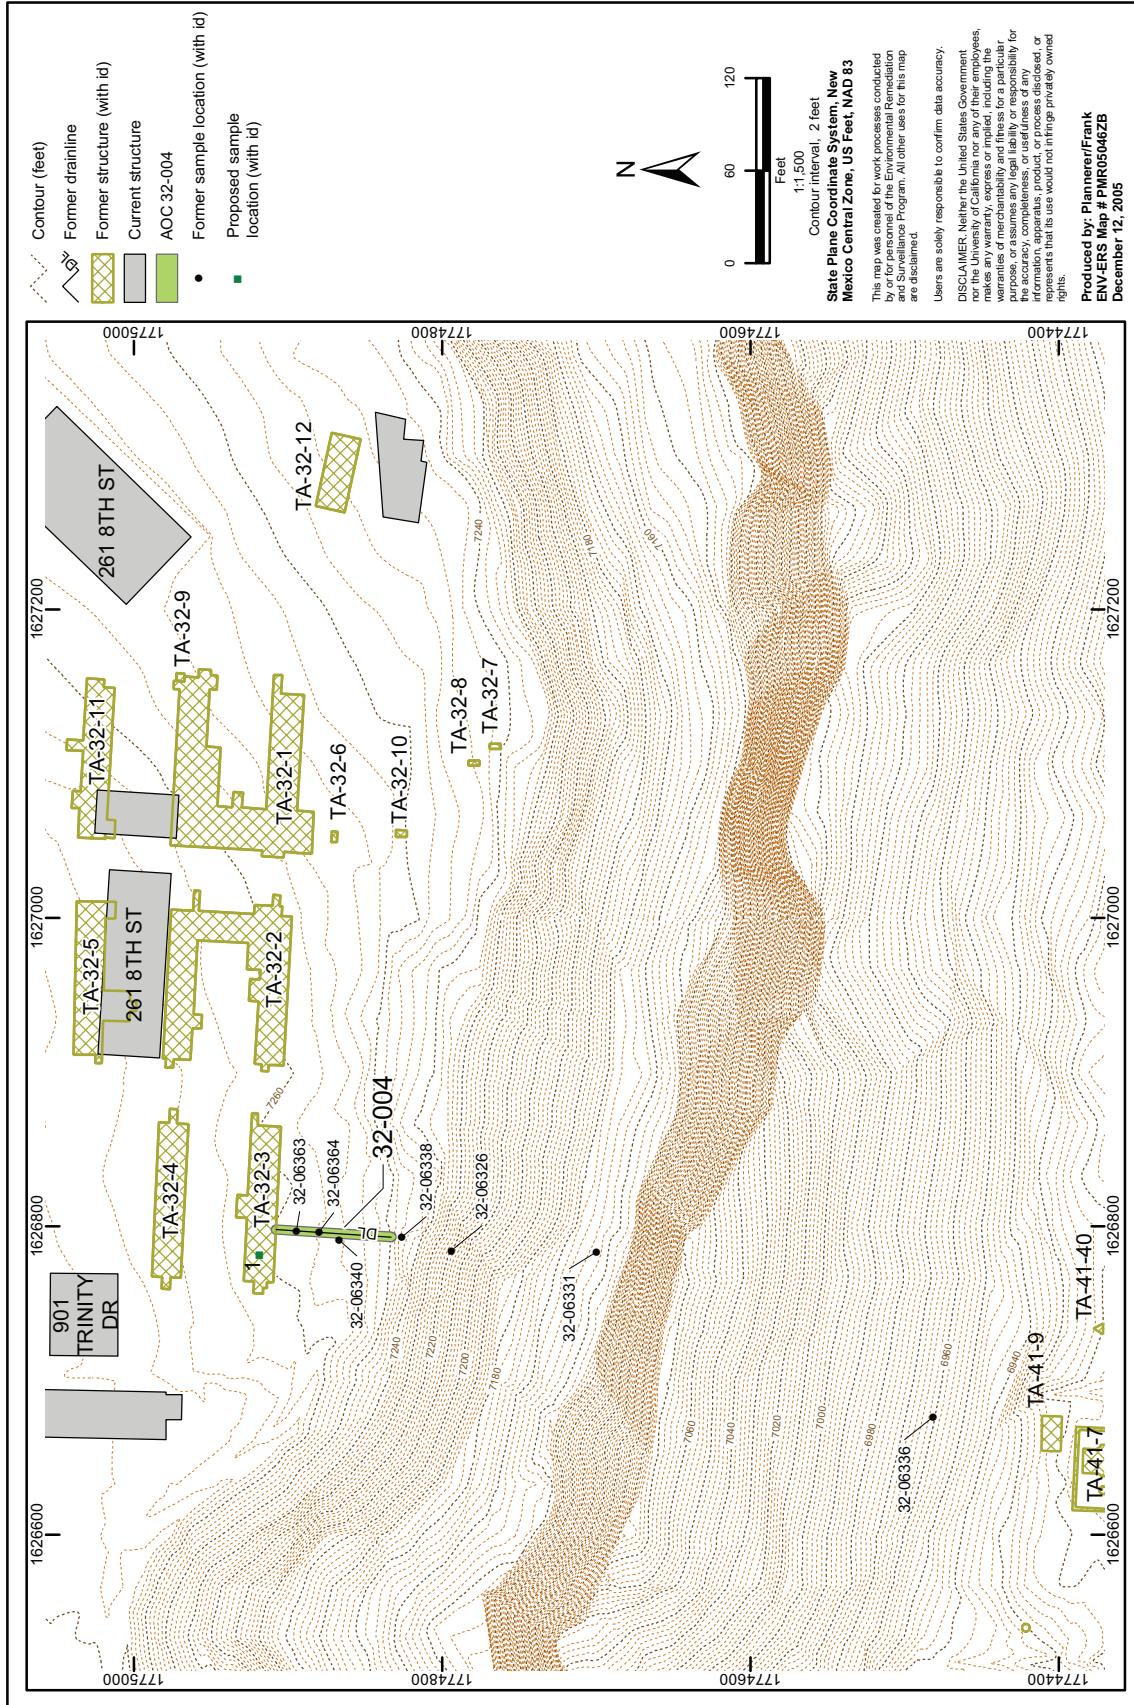 1626600
1626800
1627000
1627200
1775000
1774800
1774600
1774400
901
TRINITY
DR
TA-32-4
TA-32-3
1
TA-32-5
261 8TH ST
TA-32-2
TA-32-11
TA-32-9
TA-32-1
TA-32-6
TA-32-10
TA-32-8
TA-32-7
261 8TH ST
TA-32-12
7260
32-06363
32-06364
32-004
DL
32-06340
32-06338
32-06326
32-06331
32-06336
7240
7220
7200
7180
7240
7180
7160
7060
7040
7020
7000
6980
6960
6940
TA-41-9
TA-41-40
TA-41-7
1775000
1774800
1774600
1774400
1626600
1626800
1627000
1627200
Contour (feet)
DL
Former drainline
Former structure (with id)
Current structure
AOC 32-004
Former sample location (with id)
Proposed sample
location (with id)
N
0 60 120
Feet
1:1,500
Contour interval, 2 feet
State Plane Coordinate System, New
Mexico Central Zone, US Feet, NAD 83
This map was created for work processes conducted
by or for personnel of the Environmental Remediation
and Surveillance Program. All other uses for this map
are disclaimed.
Users are solely responsible to confirm data accuracy.
DISCLAIMER. Neither the United States Government
nor the University of California nor any of their employees,
makes any warranty, express or implied, including the
warranties of merchantability and fitness for a particular
purpose, or assumes any legal liability or responsibility for
the accuracy, completeness, or usefulness of any
information, apparatus, product, or process disclosed, or
represents that its use would not infringe privately owned
rights.
Produced by: Plannerer/Frank
ENV-ERS Map # PMR05046ZB
December 12, 2005